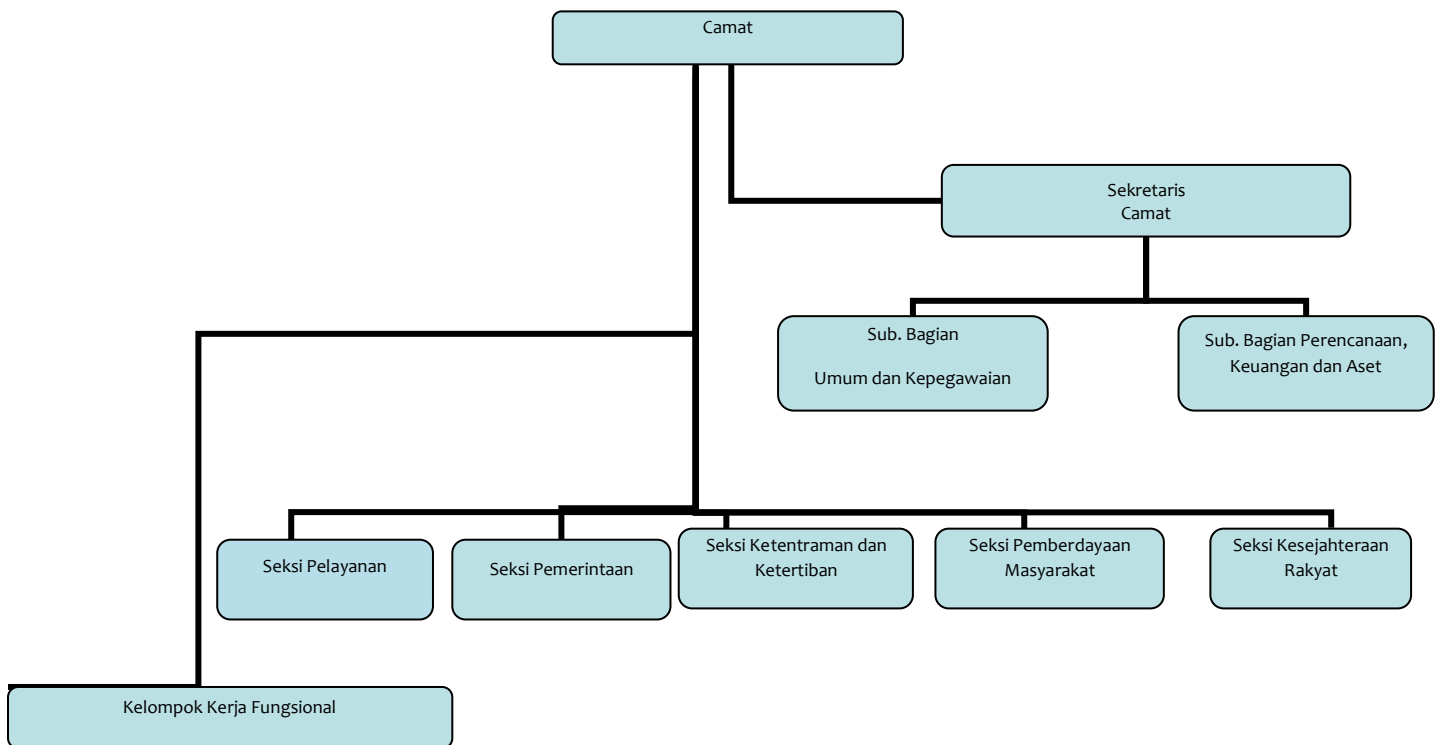 Camat
Sekretaris
Camat
Sub. Bagian
Umum dan Kepegawaian
Sub. Bagian Perencanaan,
Keuangan dan Aset
Seksi Pelayanan
Seksi Pemerintaan
Seksi Ketentraman dan
Ketertiban
Seksi Pemberdayaan
Masyarakat
Seksi Kesejahteraan
Rakyat
Kelompok Kerja Fungsional